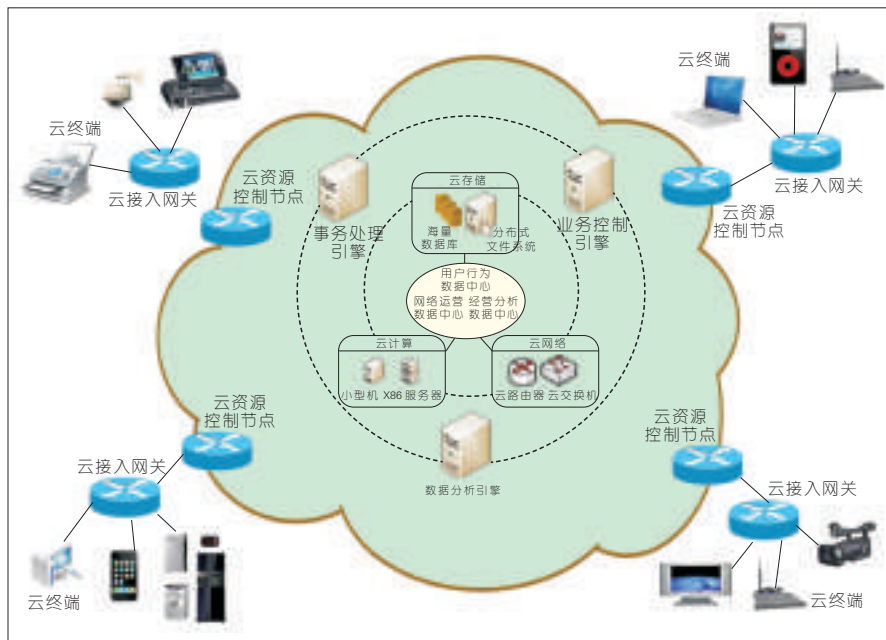 云终端
云终端
云接入网关
云资源
控制节点
云接入网关
云资源
控制节点
云存储
海量
数据库
分布式
文件系统
事务处理
引擎
业务控制
引擎
用户行为
数据中心
网络运营 经营分析
数据中心 数据中心
云计算
小型机 X86 服务器
云网络
云路由器 云交换机
云资源
控制节点
云资源
控制节点
云接入网关
数据分析引擎
云接入网关
云终端
云终端